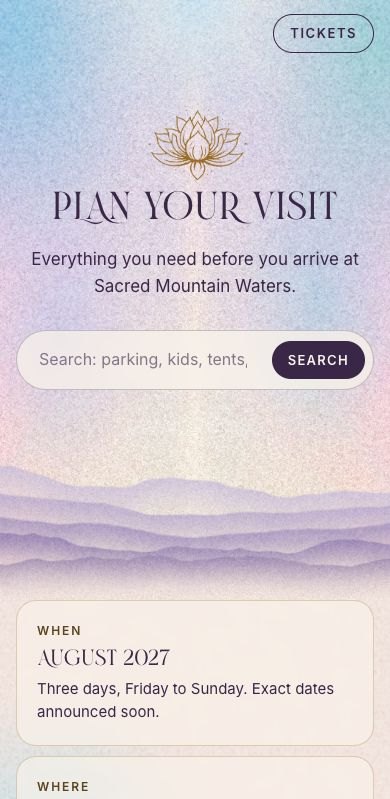 TICKETS
PLAN YOUR VISIT
Everything you need before you arrive at
Sacred Mountain Waters.
Search: parking, kids, tents,
SEARCH
WHEN
AUGUST 2027
Three days, Friday to Sunday. Exact dates
announced soon.
WHERE